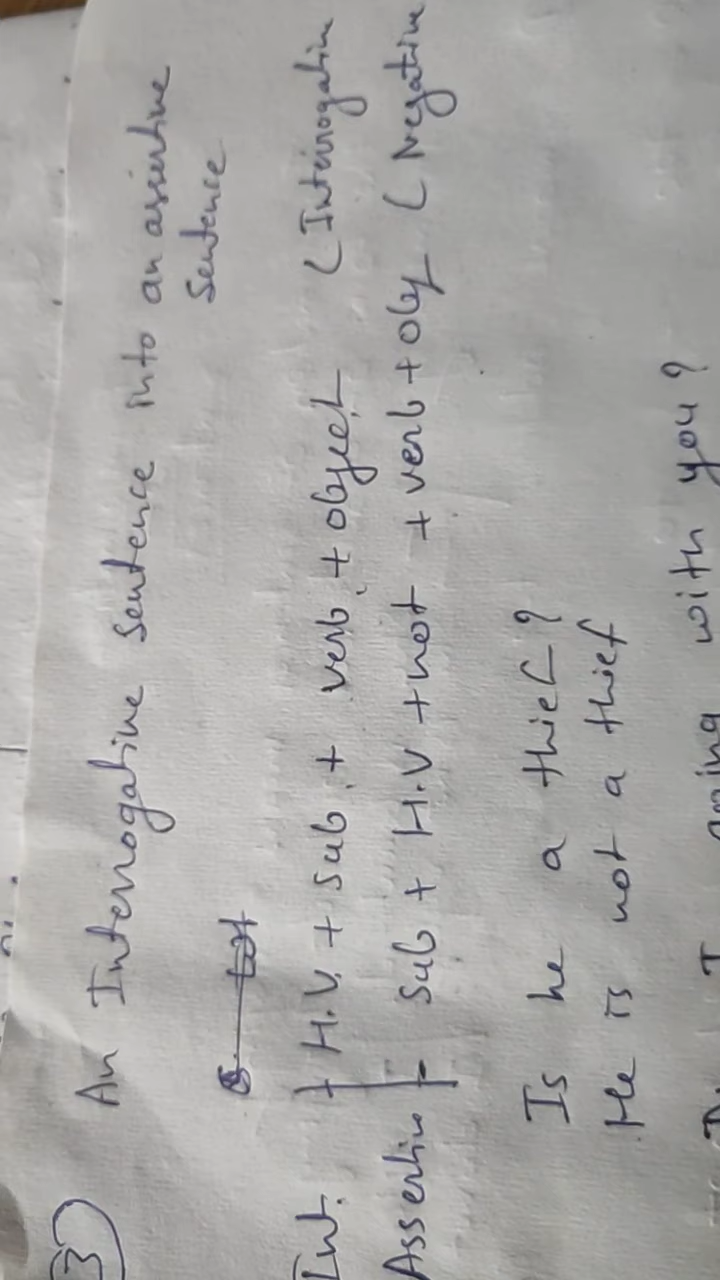 ③ An Interrogative sentence into an assertive
sentence
Int. H.V. + sub. + verb. + object (Interrogative
Assertive - sub + H.V + not + verb + obj (Negative
Is he a thief?
He is not a thief
I with you?